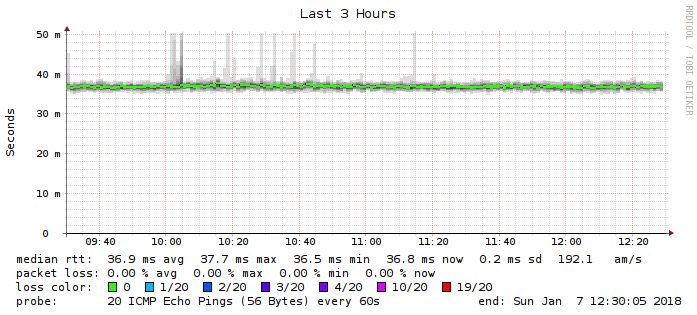 Last 3 Hours
RRDTOOL / TOBI OETIKER
Seconds
50 m
40 m
30 m
20 m
10 m
0
09:40 10:00 10:20 10:40 11:00 11:20 11:40 12:00 12:20
median rtt: 36.9 ms avg 37.7 ms max 36.5 ms min 36.8 ms now 0.2 ms sd 192.1 am/s
packet loss: 0.00 % avg 0.00 % max 0.00 % min 0.00 % now
loss color: 0 1/20 2/20 3/20 4/20 10/20 19/20
probe: 20 ICMP Echo Pings (56 Bytes) every 60s end: Sun Jan 7 12:30:05 2018